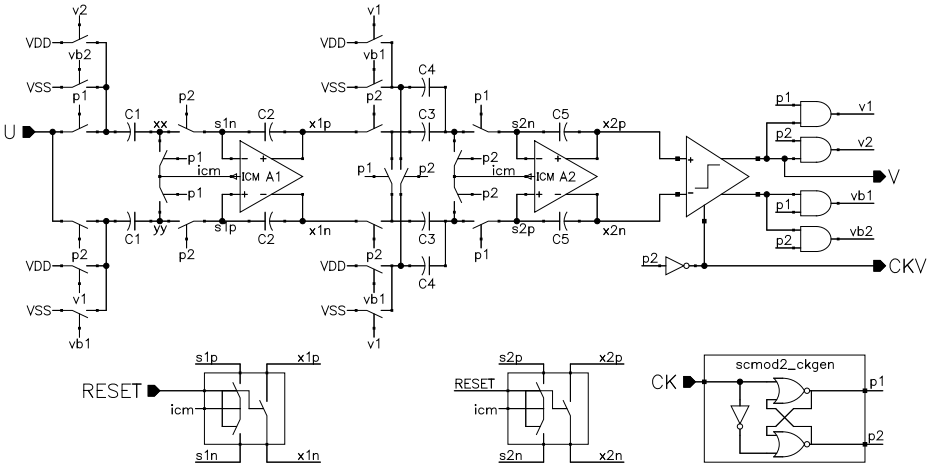 v2
v1
VDD
VDD
vb2
vb1
C4
VSS
VSS
p1
p2
p2
p1
p1
v1
U
C1
xx
s1n
C2
x1p
C3
s2n
C5
x2p
p2
v2
p1
p2
icm
ICM A1
p1
p2
icm
ICM A2
V
p1
p2
vb1
C1
yy
s1p
C2
x1n
C3
s2p
C5
x2n
p1
p2
p2
p2
p1
p2
vb2
VDD
VDD
C4
p2
CKV
v1
vb1
VSS
VSS
vb1
v1
s1p
x1p
s2p
x2p
scmod2_ckgen
RESET
RESET
CK
p1
icm
icm
p2
s1n
x1n
s2n
x2n